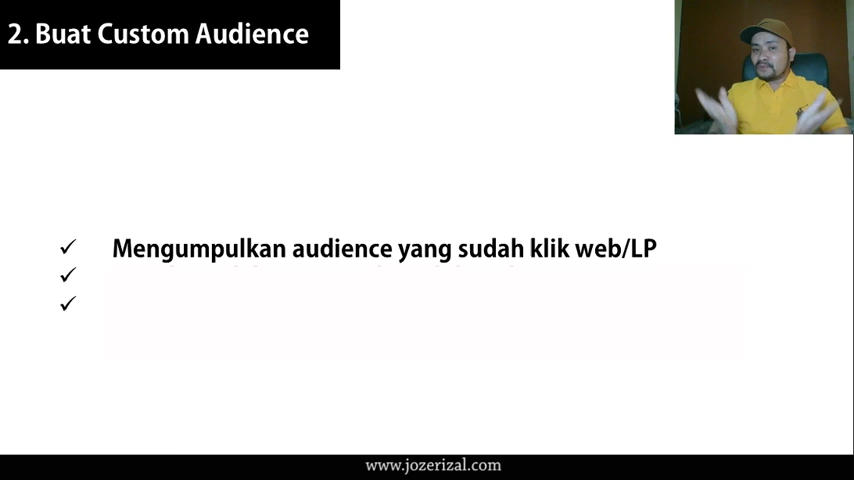 2. Buat Custom Audience
✓ Mengumpulkan audience yang sudah klik web/LP
✓
✓
www.jozerizal.com